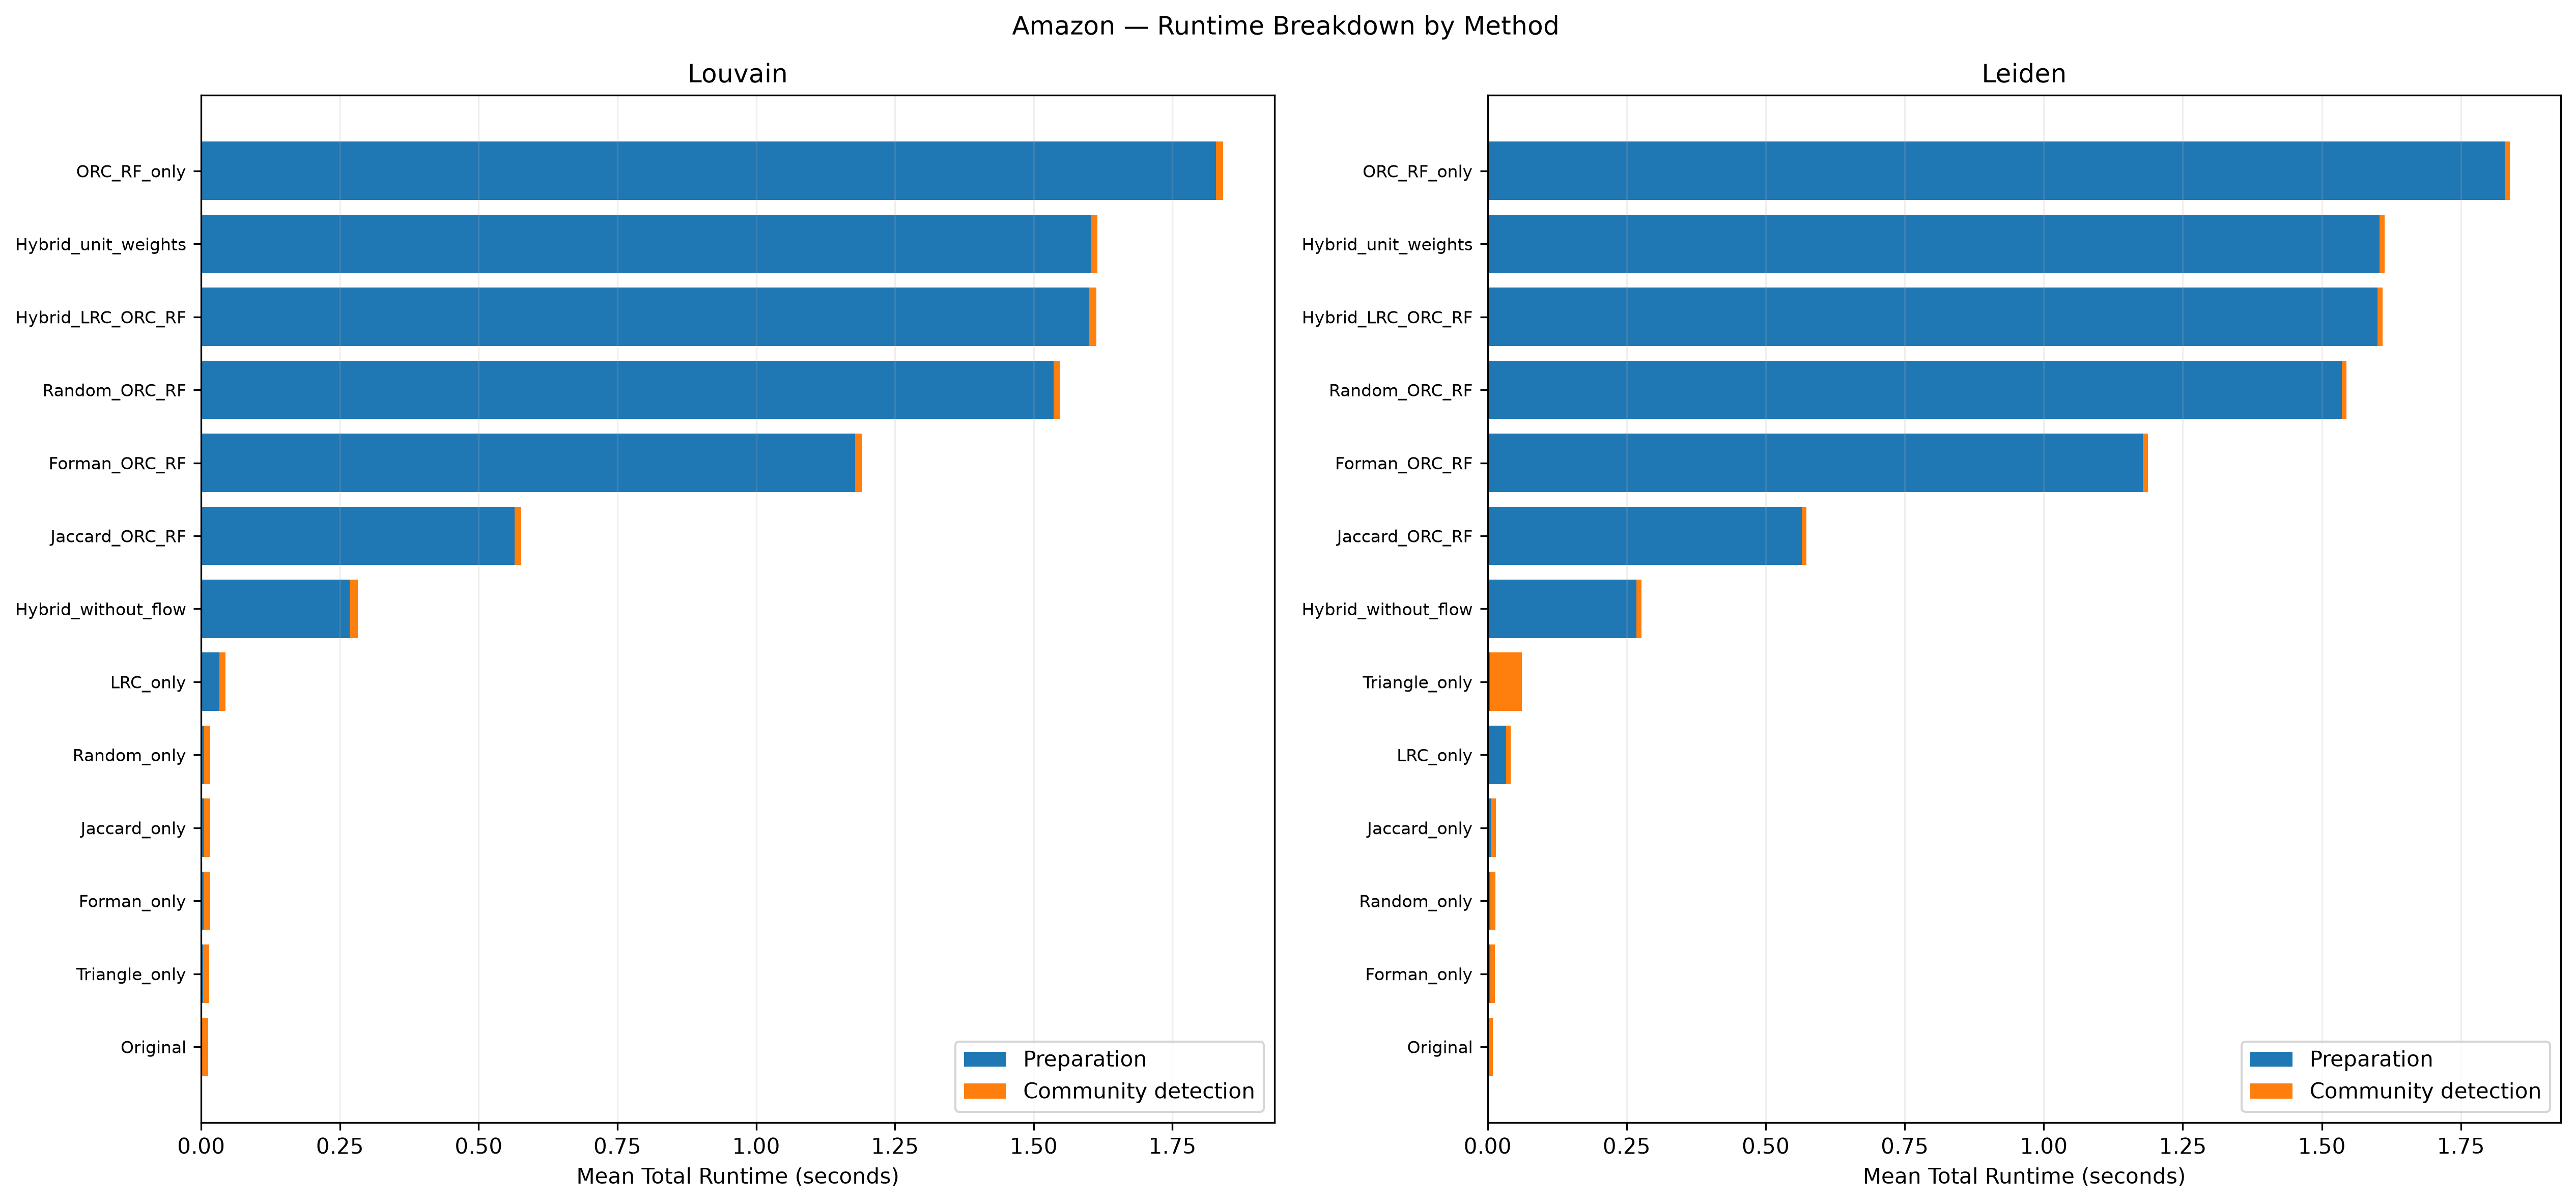 Amazon — Runtime Breakdown by Method
Louvain
ORC_RF_only
Hybrid_unit_weights
Hybrid_LRC_ORC_RF
Random_ORC_RF
Forman_ORC_RF
Jaccard_ORC_RF
Hybrid_without_flow
LRC_only
Random_only
Jaccard_only
Forman_only
Triangle_only
Original
Preparation
Community detection
0.00 0.25 0.50 0.75 1.00 1.25 1.50 1.75
Mean Total Runtime (seconds)
Leiden
ORC_RF_only
Hybrid_unit_weights
Hybrid_LRC_ORC_RF
Random_ORC_RF
Forman_ORC_RF
Jaccard_ORC_RF
Hybrid_without_flow
Triangle_only
LRC_only
Jaccard_only
Random_only
Forman_only
Original
Preparation
Community detection
0.00 0.25 0.50 0.75 1.00 1.25 1.50 1.75
Mean Total Runtime (seconds)